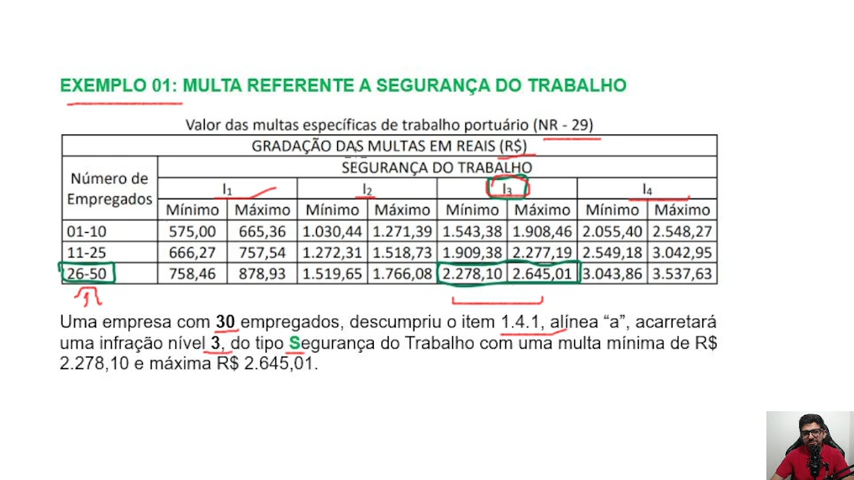 EXEMPLO 01: MULTA REFERENTE A SEGURANÇA DO TRABALHO
Valor das multas específicas de trabalho portuário (NR - 29)
GRADAÇÃO DAS MULTAS EM REAIS (R$)
Número de Empregados
SEGURANÇA DO TRABALHO
I1 I2 I3 I4
Mínimo Máximo Mínimo Máximo Mínimo Máximo Mínimo Máximo
01-10 575,00 665,36 1.030,44 1.271,39 1.543,38 1.908,46 2.055,40 2.548,27
11-25 666,27 757,54 1.272,31 1.518,73 1.909,38 2.277,19 2.549,18 3.042,95
26-50 758,46 878,93 1.519,65 1.766,08 2.278,10 2.645,01 3.043,86 3.537,63
Uma empresa com 30 empregados, descumpriu o item 1.4.1, alínea “a”, acarretará
uma infração nível 3, do tipo Segurança do Trabalho com uma multa mínima de R$
2.278,10 e máxima R$ 2.645,01.